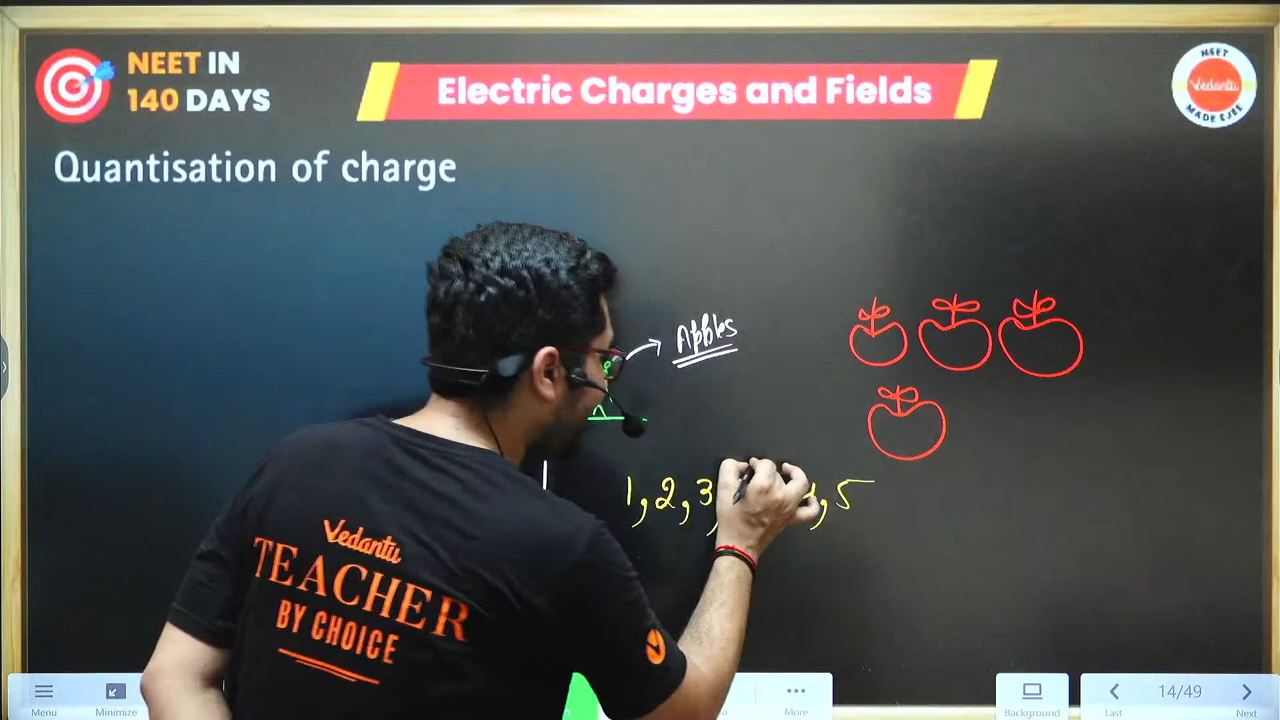 NEET IN
140 DAYS
Electric Charges and Fields
NEET
Vedantu
MADE EJEE
Quantisation of charge
Apples
1, 2, 3,
, 5
Vedantu
TEACHER
BY CHOICE
Menu
Minimize
More
Background
Last
14/49
Next